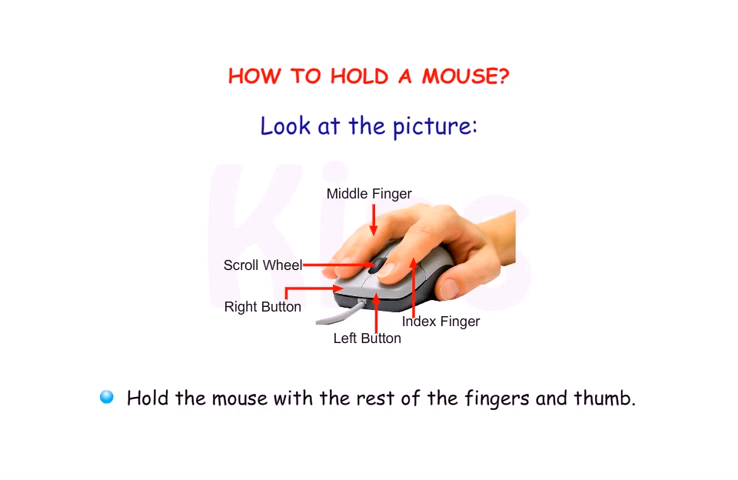 HOW TO HOLD A MOUSE?
Look at the picture:
Kips
Middle Finger
Scroll Wheel
Right Button
Index Finger
Left Button
Hold the mouse with the rest of the fingers and thumb.